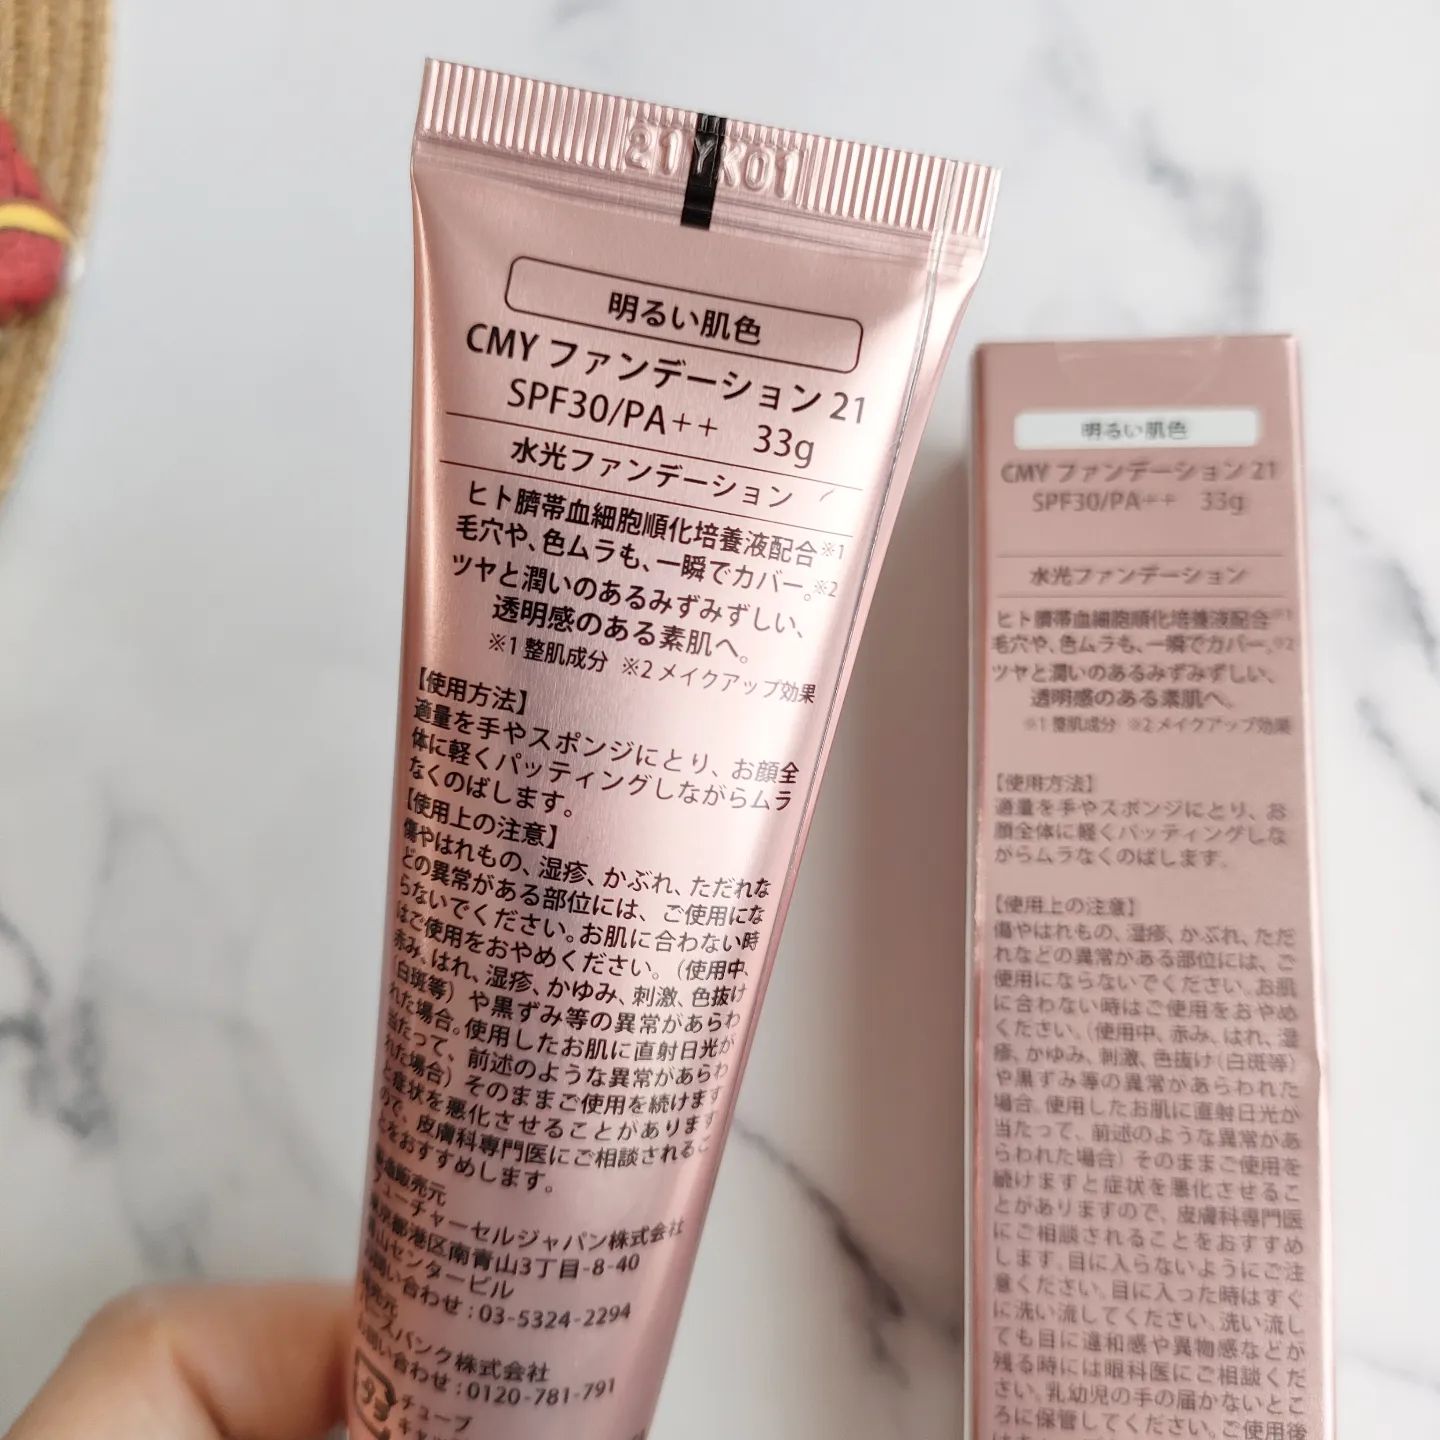 21YK01
明るい肌色
CMY ファンデーション 21
SPF30/PA++ 33g
水光ファンデーション
ヒト臍帯血細胞順化培養液配合※1
毛穴や、色ムラも、一瞬でカバー。※2
ツヤと潤いのあるみずみずしい、
透明感のある素肌へ。
※1 整肌成分 ※2 メイクアップ効果
【使用方法】
適量を手やスポンジにとり、お顔全
体に軽くパッティングしながらムラ
なくのばします。
【使用上の注意】
傷やはれもの、湿疹、かぶれ、ただれな
どの異常がある部位には、ご使用にな
らないでください。お肌に合わない時
はご使用をおやめください。(使用中、
赤み、はれ、湿疹、かゆみ、刺激、色抜け
(白斑等)や黒ずみ等の異常があらわ
れた場合。使用したお肌に直射日光が
当たって、前述のような異常があらわ
れた場合)そのままご使用を続けます
と症状を悪化させることがあります
ので、皮膚科専門医にご相談されるこ
とをおすすめします。
製造販売元
フューチャーセルジャパン株式会社
東京都港区南青山3丁目-8-40
青山センタービル
お問い合わせ:03-5324-2294
発売元
バンク株式会社
お問い合わせ:0120-781-791
チューブ
明るい肌色
CMY ファンデーション 21
SPF30/PA++ 33g
水光ファンデーション
ヒト臍帯血細胞順化培養液配合※1
毛穴や、色ムラも、一瞬でカバー。※2
ツヤと潤いのあるみずみずしい、
透明感のある素肌へ。
※1 整肌成分 ※2 メイクアップ効果
【使用方法】
適量を手やスポンジにとり、お
顔全体に軽くパッティングしな
がらムラなくのばします。
【使用上の注意】
傷やはれもの、湿疹、かぶれ、ただ
れなどの異常がある部位には、ご
使用にならないでください。お肌
に合わない時はご使用をおやめ
ください。(使用中、赤み、はれ、湿
疹、かゆみ、刺激、色抜け(白斑等)
や黒ずみ等の異常があらわれた
場合。使用したお肌に直射日光が
当たって、前述のような異常があ
らわれた場合)そのままご使用を
続けますと症状を悪化させるこ
とがありますので、皮膚科専門医
にご相談されることをおすすめ
します。目に入らないようにご注
意ください。目に入った時はすぐ
に洗い流してください。洗い流し
ても目に違和感や異物感などが
残る時には眼科医にご相談くだ
さい。乳幼児の手の届かないとこ
ろに保管してください。ご使用後